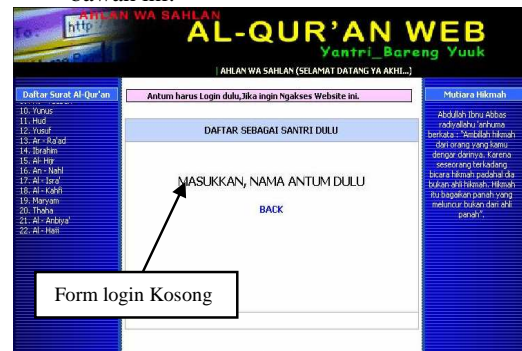 AHLAN WA SAHLAN
http
AL-QUR'AN WEB
Yantri_Bareng Yuuk
| AHLAN WA SAHLAN (SELAMAT DATANG YA AKHI...)
Daftar Surat Al-Qur'an
10. Yunus
11. Hud
12. Yusuf
13. Ar - Ra'ad
14. Ibrahim
15. Al- Hijr
16. An - Nahl
17. Al - Isra'
18. Al - Kahfi
19. Maryam
20. Thaha
21. Al - Anbiya'
22. Al - Hajj
Antum harus Login dulu,Jika ingin Ngakses Website ini.
DAFTAR SEBAGAI SANTRI DULU
MASUKKAN, NAMA ANTUM DULU
BACK
Form login Kosong
Mutiara Hikmah
Abdullah Ibnu Abbas
radiyallahu 'anhuma
berkata : "Ambillah hikmah
dari orang yang kamu
dengar darinya. Karena
seseorang terkadang
bicara hikmah padahal dia
bukan ahli hikmah. Hikmah
itu bagaikan panah yang
meluncur bukan dari ahli
panah".